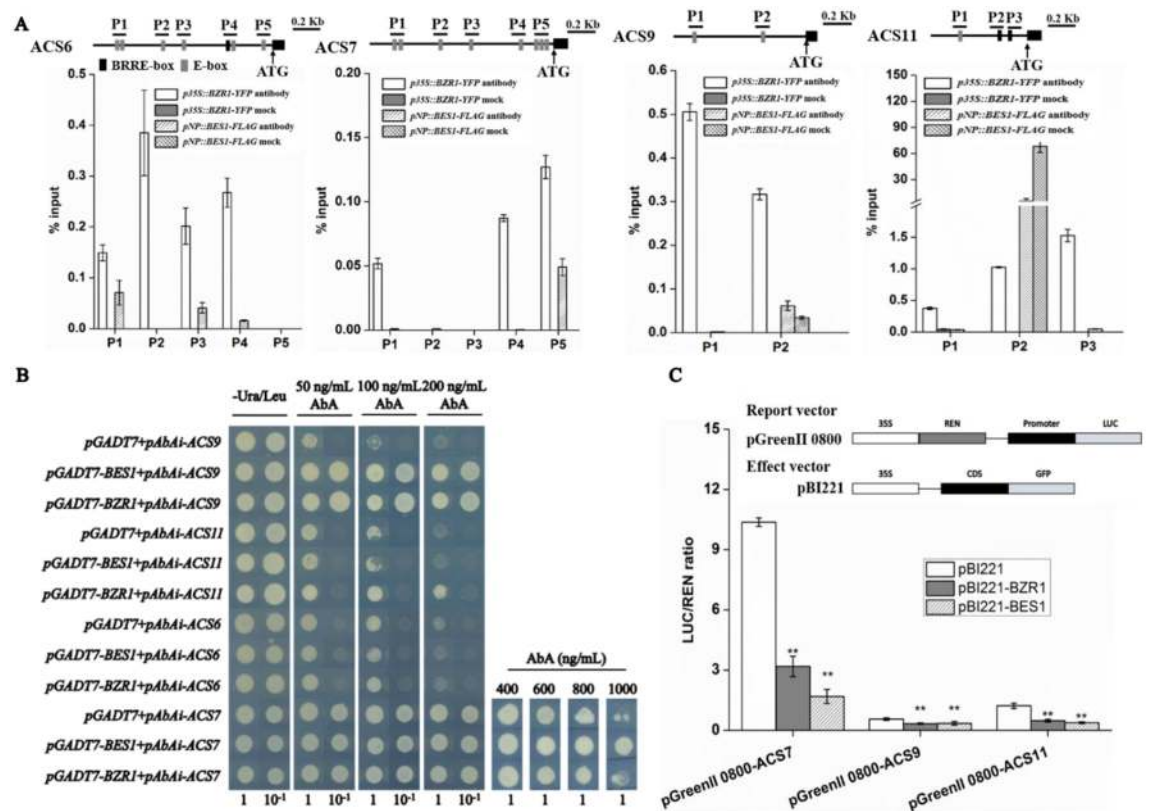 A
P1 P2 P3 P4 P5 0.2 Kb
ACS6
BRRE-box E-box
ATG
p35S::BZR1-YFP antibody
p35S::BZR1-YFP mock
pNP::BES1-FLAG antibody
pNP::BES1-FLAG mock
% input
0.5
0.4
0.3
0.2
0.1
0.0
P1 P2 P3 P4 P5
P1 P2 P3 P4 P5 0.2 Kb
ACS7
ATG
p35S::BZR1-YFP antibody
p35S::BZR1-YFP mock
pNP::BES1-FLAG antibody
pNP::BES1-FLAG mock
% input
0.20
0.15
0.10
0.05
0.00
P1 P2 P3 P4 P5
P1 P2 0.2 Kb
ACS9
ATG
p35S::BZR1-YFP antibody
p35S::BZR1-YFP mock
pNP::BES1-FLAG antibody
pNP::BES1-FLAG mock
% input
0.6
0.5
0.4
0.3
0.2
0.1
0.0
P1 P2
P1 P2 P3 0.2 Kb
ACS11
ATG
p35S::BZR1-YFP antibody
p35S::BZR1-YFP mock
pNP::BES1-FLAG antibody
pNP::BES1-FLAG mock
% input
150
120
90
60
30
1.5
1.0
0.5
0.0
P1 P2 P3
B
-Ura/Leu 50 ng/mL AbA 100 ng/mL AbA 200 ng/mL AbA
pGADT7+pAbAi-ACS9
pGADT7-BES1+pAbAi-ACS9
pGADT7-BZR1+pAbAi-ACS9
pGADT7+pAbAi-ACS11
pGADT7-BES1+pAbAi-ACS11
pGADT7-BZR1+pAbAi-ACS11
pGADT7+pAbAi-ACS6
pGADT7-BES1+pAbAi-ACS6
pGADT7-BZR1+pAbAi-ACS6
pGADT7+pAbAi-ACS7
pGADT7-BES1+pAbAi-ACS7
pGADT7-BZR1+pAbAi-ACS7
AbA (ng/mL)
400 600 800 1000
1 10⁻¹ 1 10⁻¹ 1 10⁻¹ 1 10⁻¹ 1 1 1 1
C
Report vector
pGreenII 0800
35S REN Promoter LUC
Effect vector
pBI221
35S CDS GFP
pBI221
pBI221-BZR1
pBI221-BES1
LUC/REN ratio
15
12
9
6
3
0
** ** ** ** ** **
pGreenII 0800-ACS7
pGreenII 0800-ACS9
pGreenII 0800-ACS11